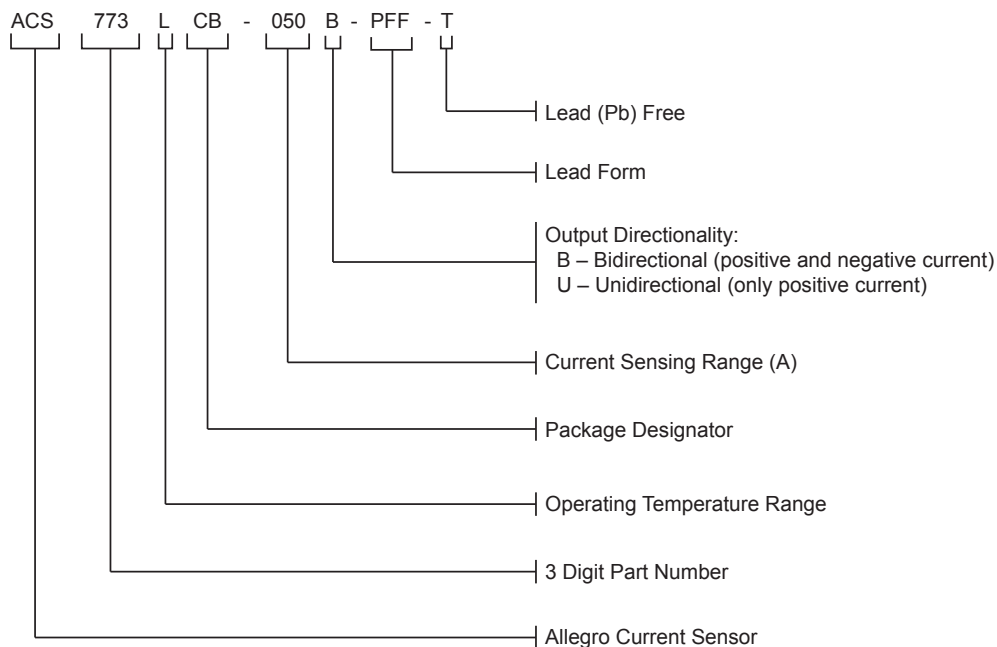 ACS 773 L CB - 050 B - PFF - T
Lead (Pb) Free
Lead Form
Output Directionality:
B – Bidirectional (positive and negative current)
U – Unidirectional (only positive current)
Current Sensing Range (A)
Package Designator
Operating Temperature Range
3 Digit Part Number
Allegro Current Sensor